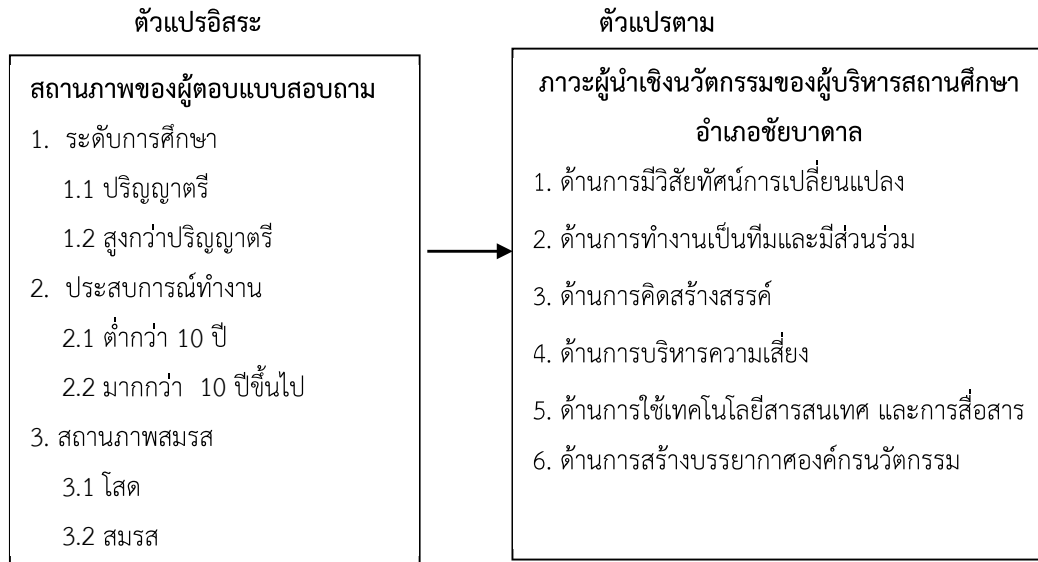 ตัวแปรอิสระ
ตัวแปรตาม
สถานภาพของผู้ตอบแบบสอบถาม
1. ระดับการศึกษา
1.1 ปริญญาตรี
1.2 สูงกว่าปริญญาตรี
2. ประสบการณ์ทำงาน
2.1 ต่ำกว่า 10 ปี
2.2 มากกว่า 10 ปีขึ้นไป
3. สถานภาพสมรส
3.1 โสด
3.2 สมรส
ภาวะผู้นำเชิงนวัตกรรมของผู้บริหารสถานศึกษา
อำเภอชัยบาดาล
1. ด้านการมีวิสัยทัศน์การเปลี่ยนแปลง
2. ด้านการทำงานเป็นทีมและมีส่วนร่วม
3. ด้านการคิดสร้างสรรค์
4. ด้านการบริหารความเสี่ยง
5. ด้านการใช้เทคโนโลยีสารสนเทศ และการสื่อสาร
6. ด้านการสร้างบรรยากาศองค์กรนวัตกรรม